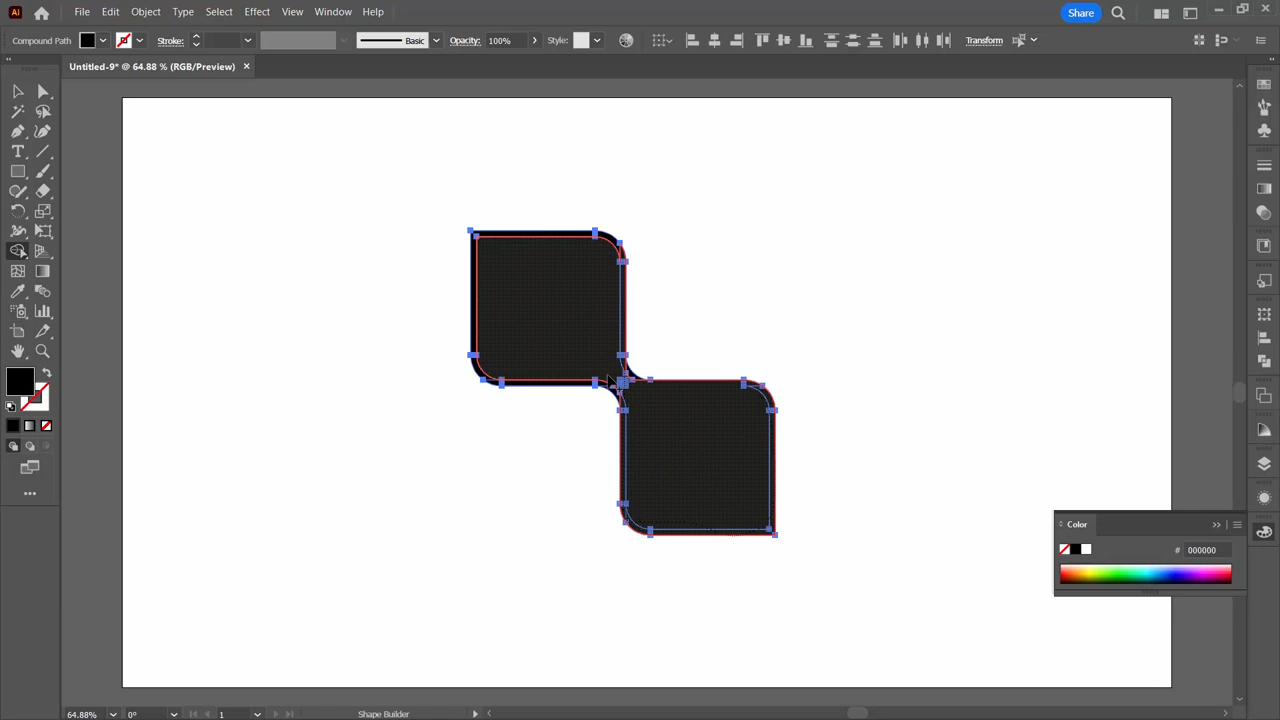 Ai File Edit Object Type Select Effect View Window Help Share
Compound Path Stroke: Basic Opacity: 100% Style: Transform
Untitled-9* @ 64.88 % (RGB/Preview)
Color
# 000000
64.88% 0° 1 Shape Builder